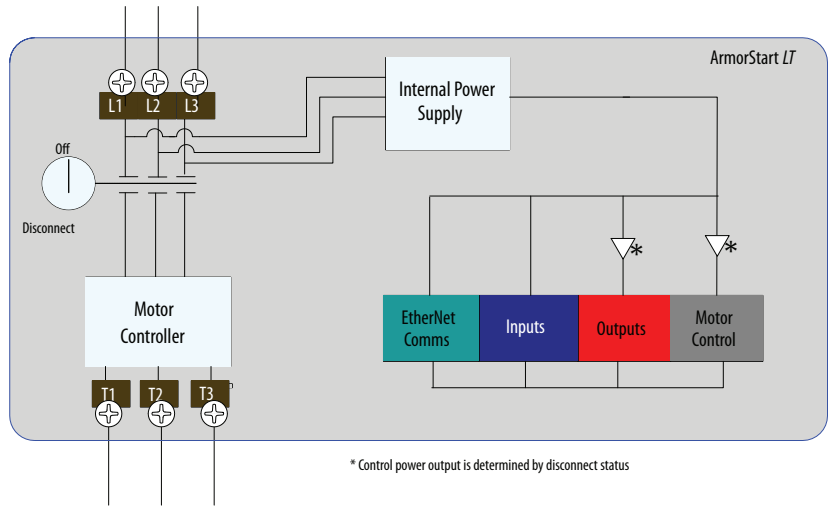 ArmorStart LT
L1 L2 L3
Internal Power
Supply
Off
Disconnect
Motor
Controller
EtherNet
Comms
Inputs
Outputs
Motor
Control
*
*
T1 T2 T3
* Control power output is determined by disconnect status